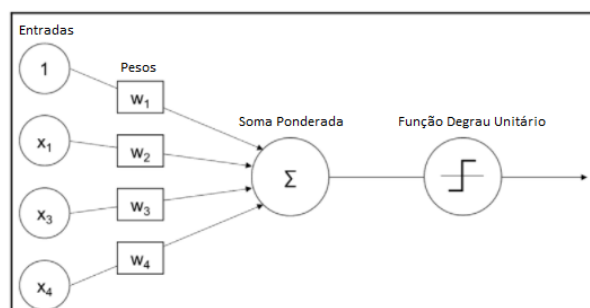 Entradas
1
Pesos
w₁
Soma Ponderada
Função Degrau Unitário
x₁
w₂
Σ
x₃
w₃
w₄
x₄